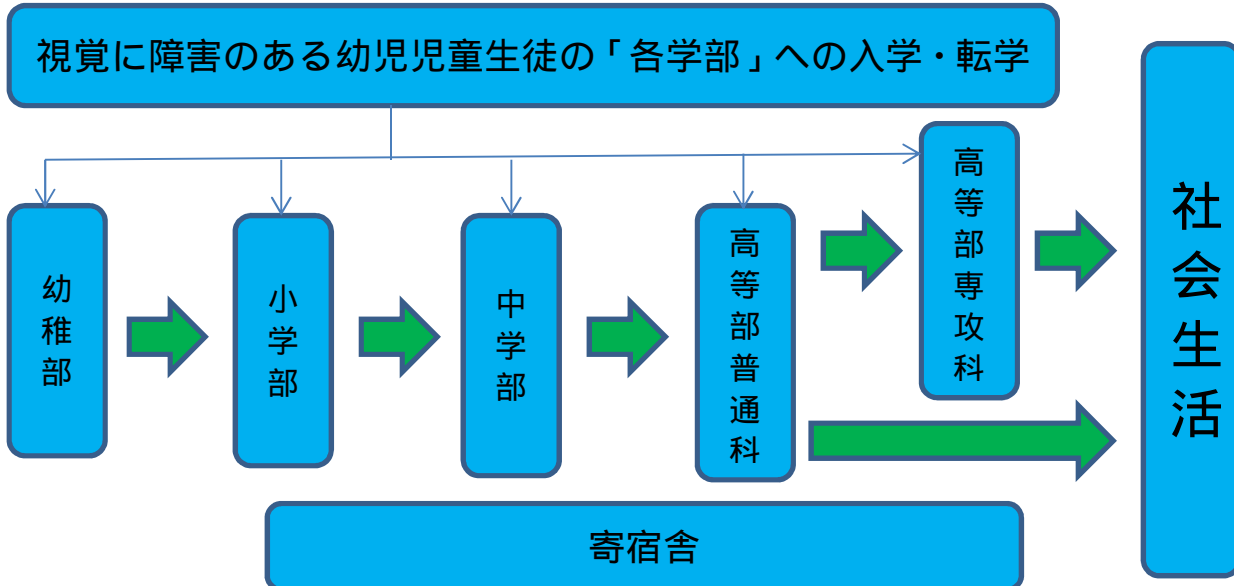 視覚に障害のある幼児児童生徒の「各学部」への入学・転学
幼稚部
小学部
中学部
高等部普通科
高等部専攻科
社会生活
寄宿舎